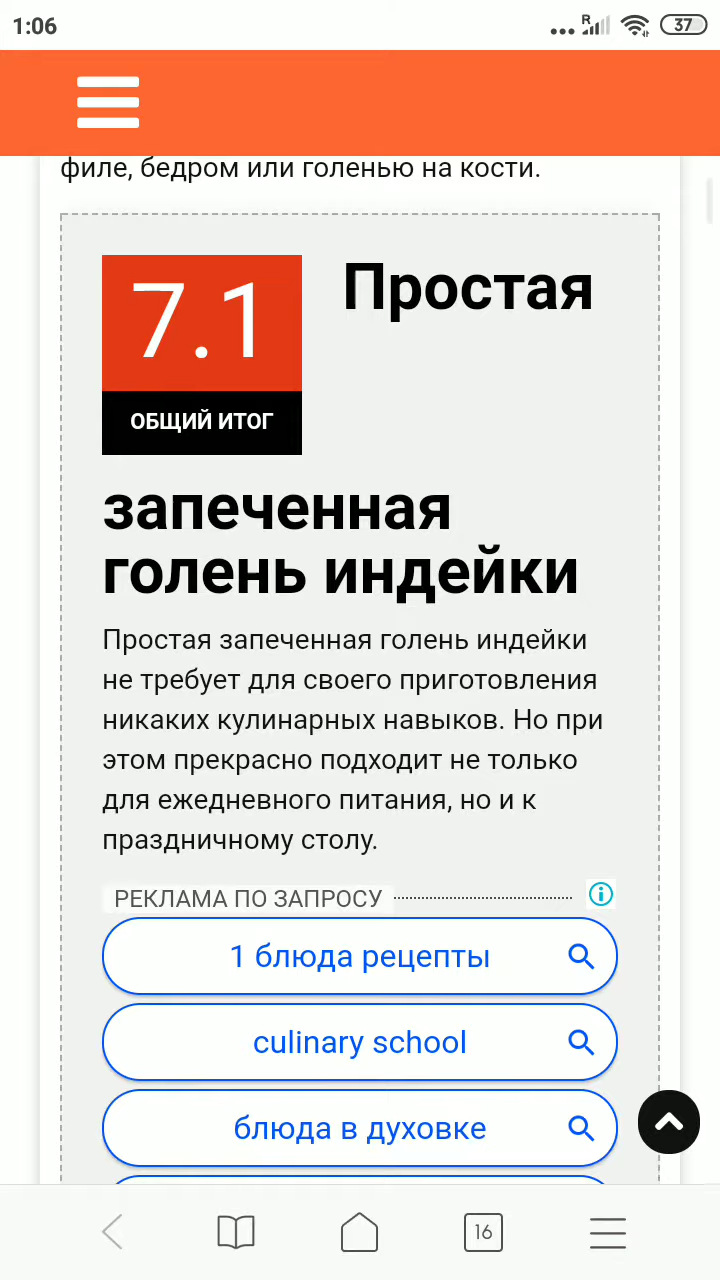 1:06
R
37
филе, бедром или голенью на кости.
7.1
ОБЩИЙ ИТОГ
Простая
запеченная
голень индейки
Простая запеченная голень индейки
не требует для своего приготовления
никаких кулинарных навыков. Но при
этом прекрасно подходит не только
для ежедневного питания, но и к
праздничному столу.
РЕКЛАМА ПО ЗАПРОСУ
1 блюда рецепты
culinary school
блюда в духовке
16